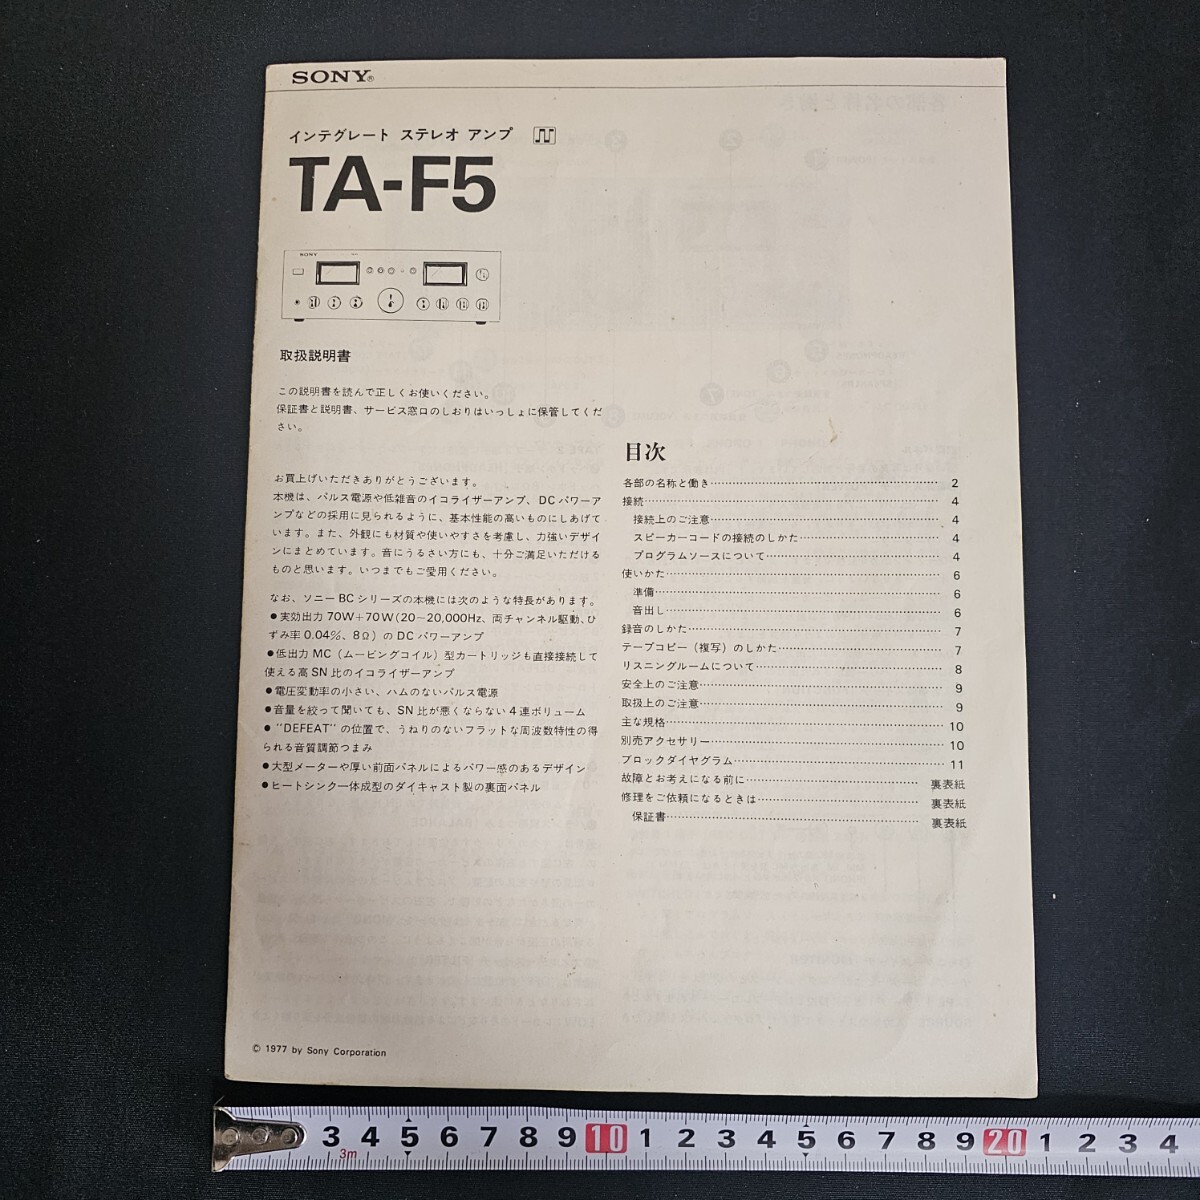 SONY®
インテグレート ステレオ アンプ
TA-F5
SONY
取扱説明書
この説明書を読んで正しくお使いください。
保証書と説明書、サービス窓口のしおりはいっしょに保管してくだ
さい。
お買上げいただきありがとうございます。
本機は、パルス電源や低雑音のイコライザーアンプ、DCパワーア
ンプなどの採用に見られるように、基本性能の高いものにしあげて
います。また、外観にも材質や使いやすさを考慮し、力強いデザイ
ンにまとめています。音にうるさい方にも、十分ご満足いただける
ものと思います。いつまでもご愛用ください。
なお、ソニーBCシリーズの本機には次のような特長があります。
●実効出力70W+70W(20~20,000Hz、両チャンネル駆動、ひ
ずみ率0.04%、8Ω)のDCパワーアンプ
●低出力MC(ムービングコイル)型カートリッジも直接接続して
使える高SN比のイコライザーアンプ
●電圧変動率の小さい、ハムのないパルス電源
●音量を絞って聞いても、SN比が悪くならない4連ボリューム
●"DEFEAT"の位置で、うねりのないフラットな周波数特性の得
られる音質調節つまみ
●大型メーターや厚い前面パネルによるパワー感のあるデザイン
●ヒートシンク一体成型のダイキャスト製の裏面パネル
© 1977 by Sony Corporation
目次
各部の名称と働き…………2
接続…………4
接続上のご注意…………4
スピーカーコードの接続のしかた…………4
プログラムソースについて…………4
使いかた…………6
準備…………6
音出し…………6
録音のしかた…………7
テープコピー(複写)のしかた…………7
リスニングルームについて…………8
安全上のご注意…………9
取扱上のご注意…………9
主な規格…………10
別売アクセサリー…………10
ブロックダイヤグラム…………11
故障とお考えになる前に…………裏表紙
修理をご依頼になるときは…………裏表紙
保証書…………裏表紙
3 4 5 6 7 8 9 10 1 2 3 4 5 6 7 8 9 20 1 2 3 4
3m